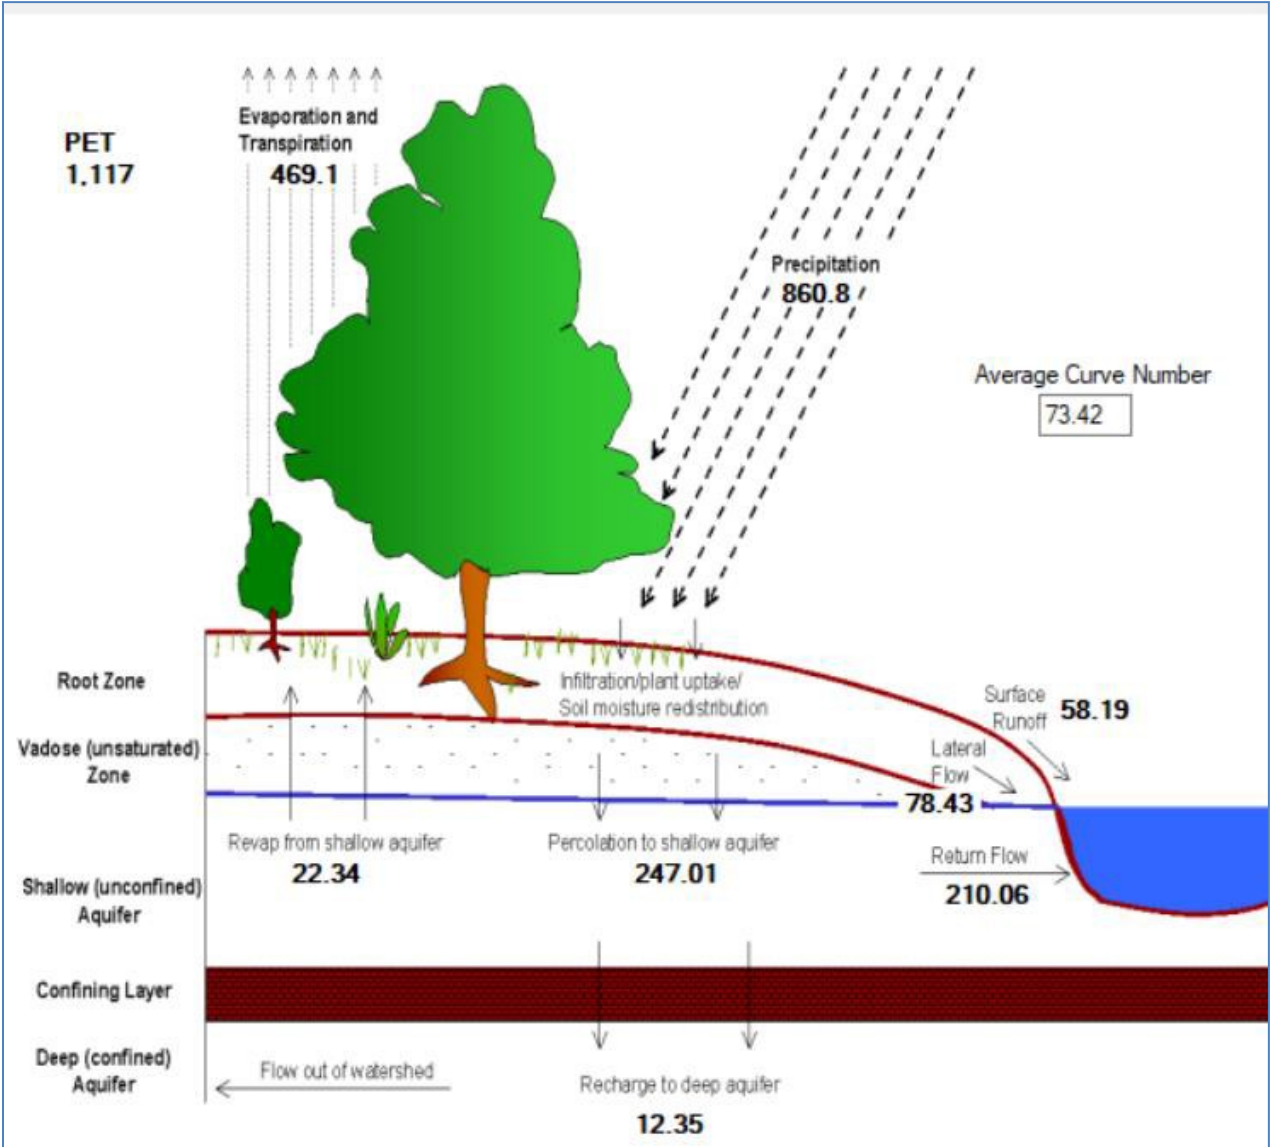 PET
1,117
Evaporation and
Transpiration
469.1
Precipitation
860.8
Average Curve Number
73.42
Root Zone
Infiltration/plant uptake/
Soil moisture redistribution
Surface
Runoff
58.19
Vadose (unsaturated)
Zone
Lateral
Flow
78.43
Revap from shallow aquifer
22.34
Percolation to shallow aquifer
247.01
Return Flow
210.06
Shallow (unconfined)
Aquifer
Confining Layer
Deep (confined)
Aquifer
Flow out of watershed
Recharge to deep aquifer
12.35